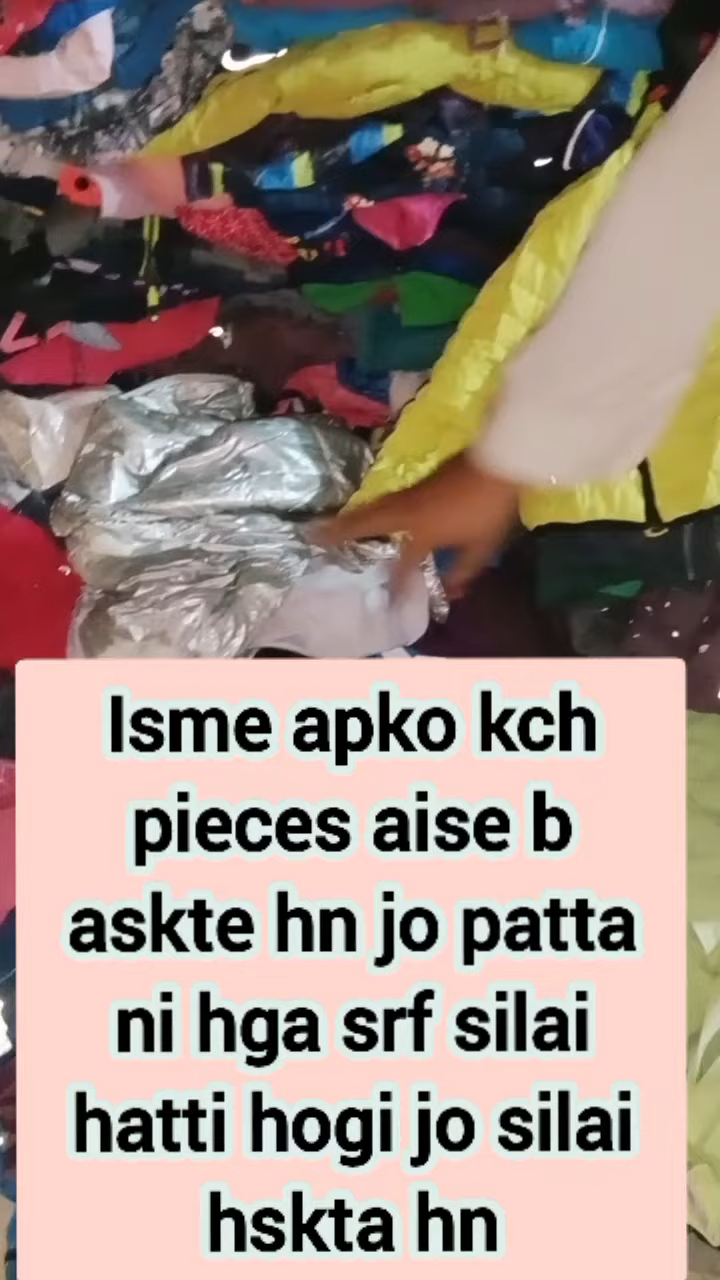 Isme apko kch
pieces aise b
askte hn jo patta
ni hga srf silai
hatti hogi jo silai
hskta hn